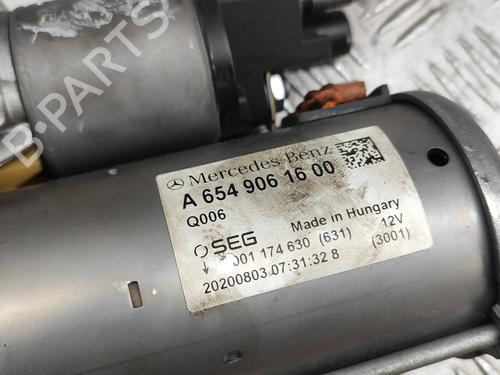 B-PARTS
Mercedes-Benz
A 654 906 16 00
Q006
SEG Made in Hungary
001 174 630 (631) 12V
20200803 07:31:32 8 (3001)